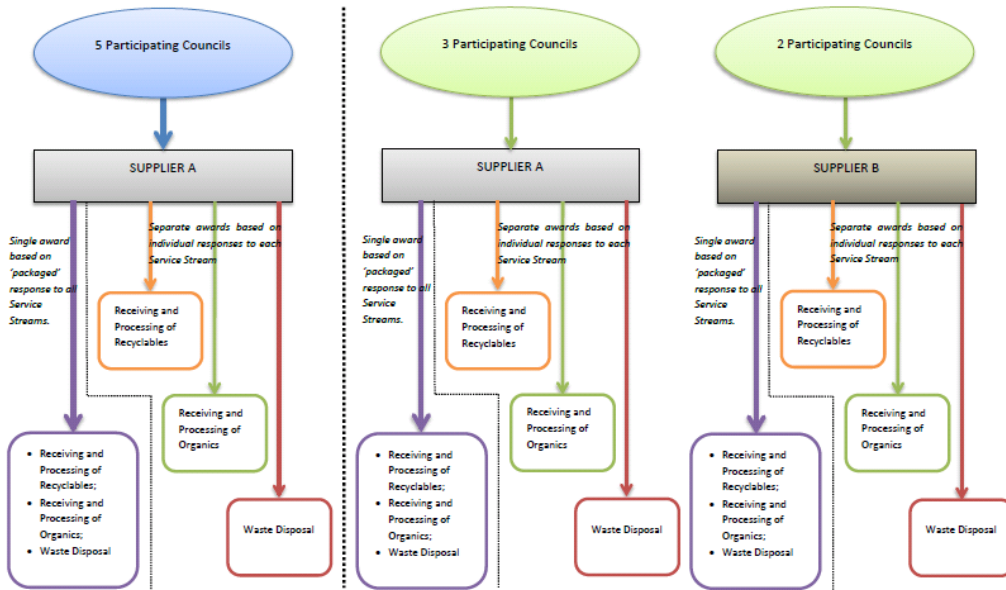 5 Participating Councils
SUPPLIER A
Single award
based on
'packaged'
response to all
Service
Streams.
Separate awards based on
individual responses to each
Service Stream
Receiving and
Processing of
Recyclables
Receiving and
Processing of
Organics
• Receiving and
Processing of
Recyclables;
• Receiving and
Processing of
Organics;
• Waste Disposal
Waste Disposal
3 Participating Councils
SUPPLIER A
Single award
based on
'packaged'
response to all
Service
Streams.
Separate awards based on
individual responses to each
Service Stream
Receiving and
Processing of
Recyclables
Receiving and
Processing of
Organics
• Receiving and
Processing of
Recyclables;
• Receiving and
Processing of
Organics;
• Waste Disposal
Waste Disposal
2 Participating Councils
SUPPLIER B
Single award
based on
'packaged'
response to all
Service
Streams.
Separate awards based on
individual responses to each
Service Stream
Receiving and
Processing of
Recyclables
Receiving and
Processing of
Organics
• Receiving and
Processing of
Recyclables;
• Receiving and
Processing of
Organics;
• Waste Disposal
Waste Disposal